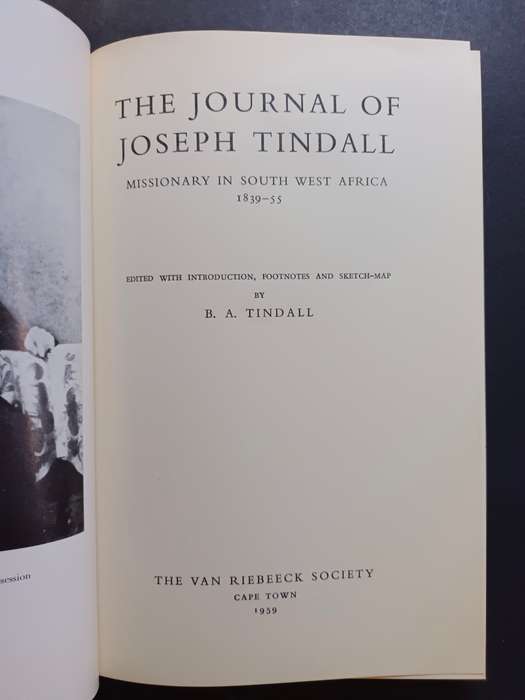 THE JOURNAL OF
JOSEPH TINDALL
MISSIONARY IN SOUTH WEST AFRICA
1839-55
EDITED WITH INTRODUCTION, FOOTNOTES AND SKETCH-MAP
BY
B. A. TINDALL
session
THE VAN RIEBEECK SOCIETY
CAPE TOWN
1959